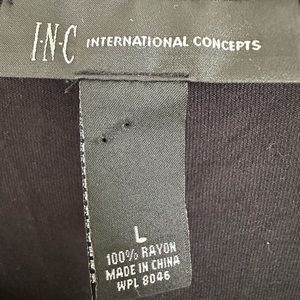 I·N·C INTERNATIONAL CONCEPTS
L
100% RAYON
MADE IN CHINA
WPL 8046